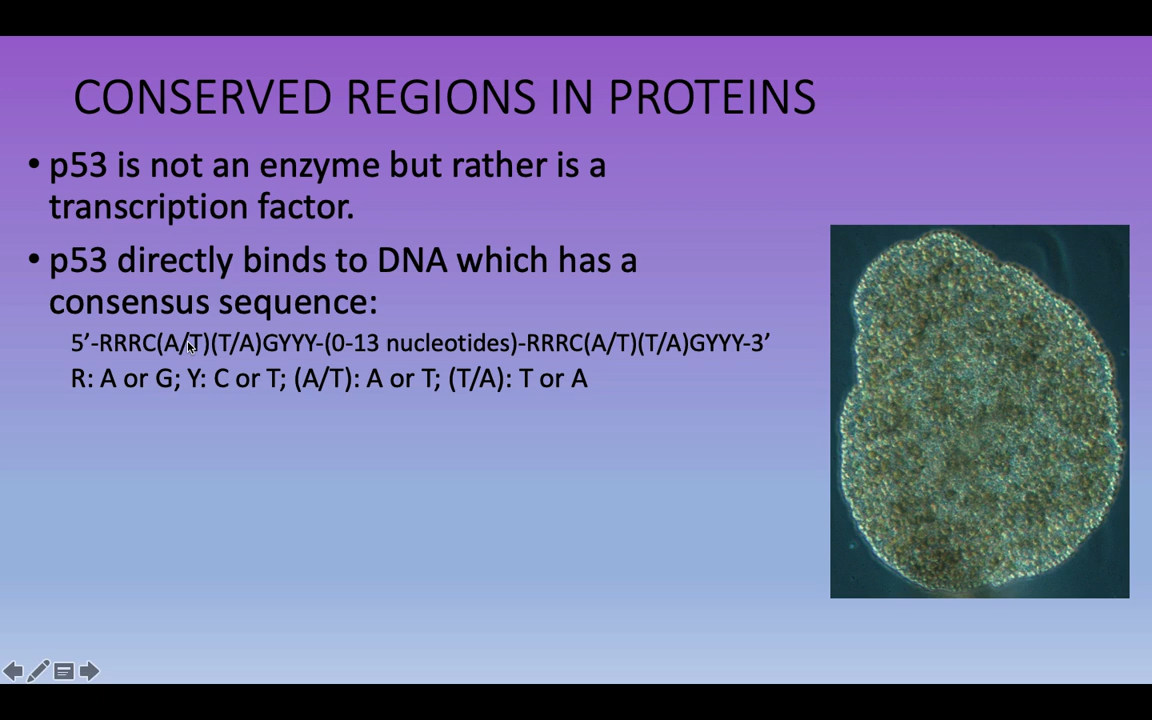 CONSERVED REGIONS IN PROTEINS
• p53 is not an enzyme but rather is a
transcription factor.
• p53 directly binds to DNA which has a
consensus sequence:
5’-RRRC(A/T)(T/A)GYYY-(0-13 nucleotides)-RRRC(A/T)(T/A)GYYY-3’
R: A or G; Y: C or T; (A/T): A or T; (T/A): T or A